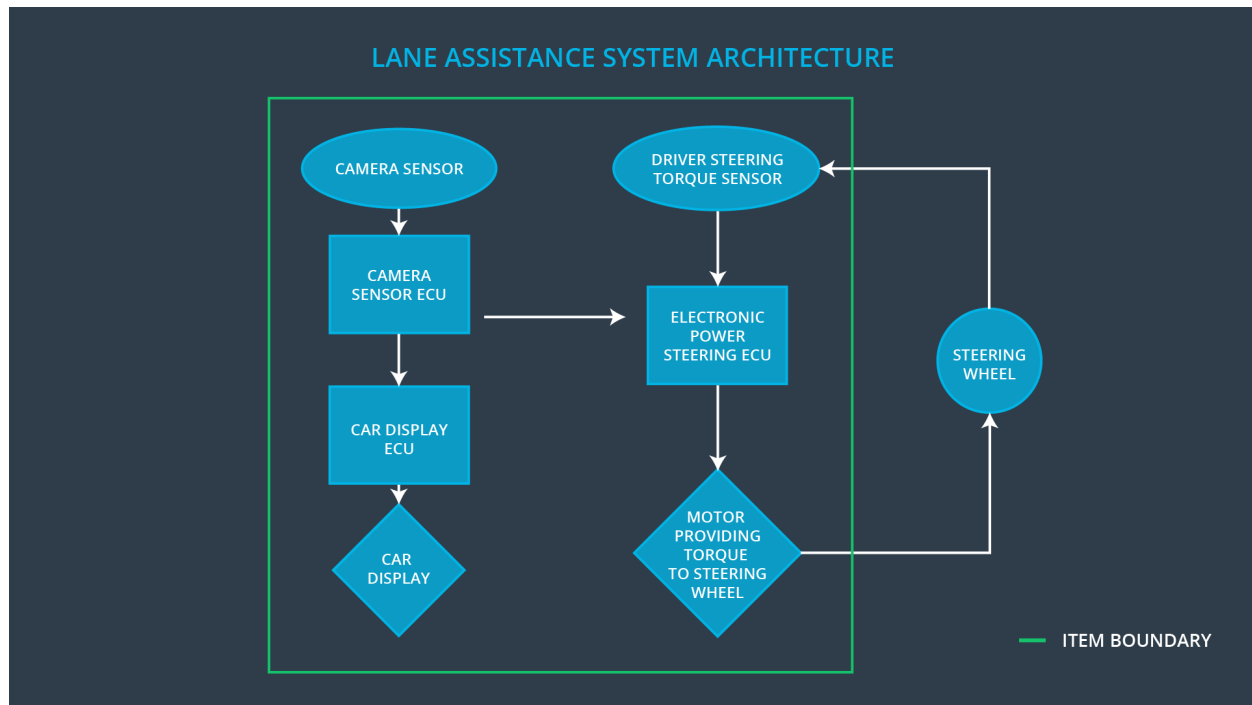 LANE ASSISTANCE SYSTEM ARCHITECTURE
CAMERA SENSOR
DRIVER STEERING
TORQUE SENSOR
CAMERA
SENSOR ECU
ELECTRONIC
POWER
STEERING ECU
STEERING
WHEEL
CAR DISPLAY
ECU
MOTOR
PROVIDING
TORQUE
TO STEERING
WHEEL
CAR
DISPLAY
ITEM BOUNDARY